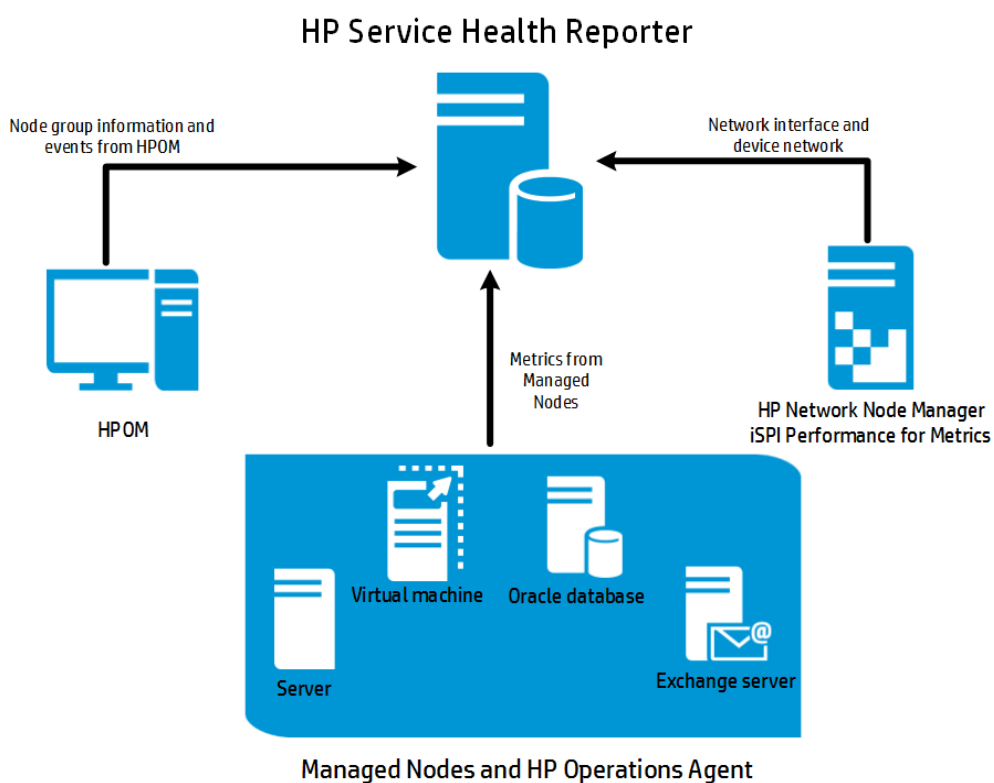 HP Service Health Reporter
Node group information and
events from HPOM
Network interface and
device network
Metrics from
Managed
Nodes
HPOM
HP Network Node Manager
iSPI Performance for Metrics
Virtual machine
Oracle database
@
Server
Exchange server
Managed Nodes and HP Operations Agent